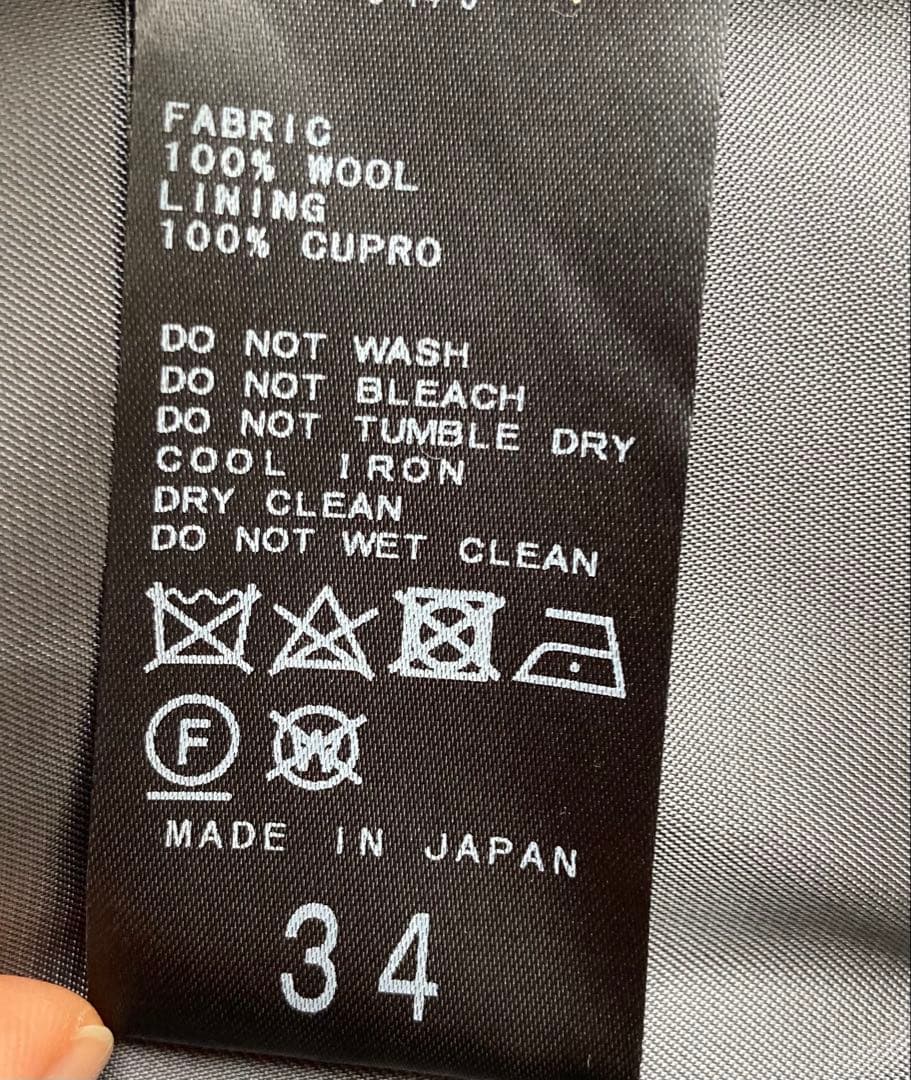 FABRIC
100% WOOL
LINING
100% CUPRO
DO NOT WASH
DO NOT BLEACH
DO NOT TUMBLE DRY
COOL IRON
DRY CLEAN
DO NOT WET CLEAN
F W
MADE IN JAPAN
34